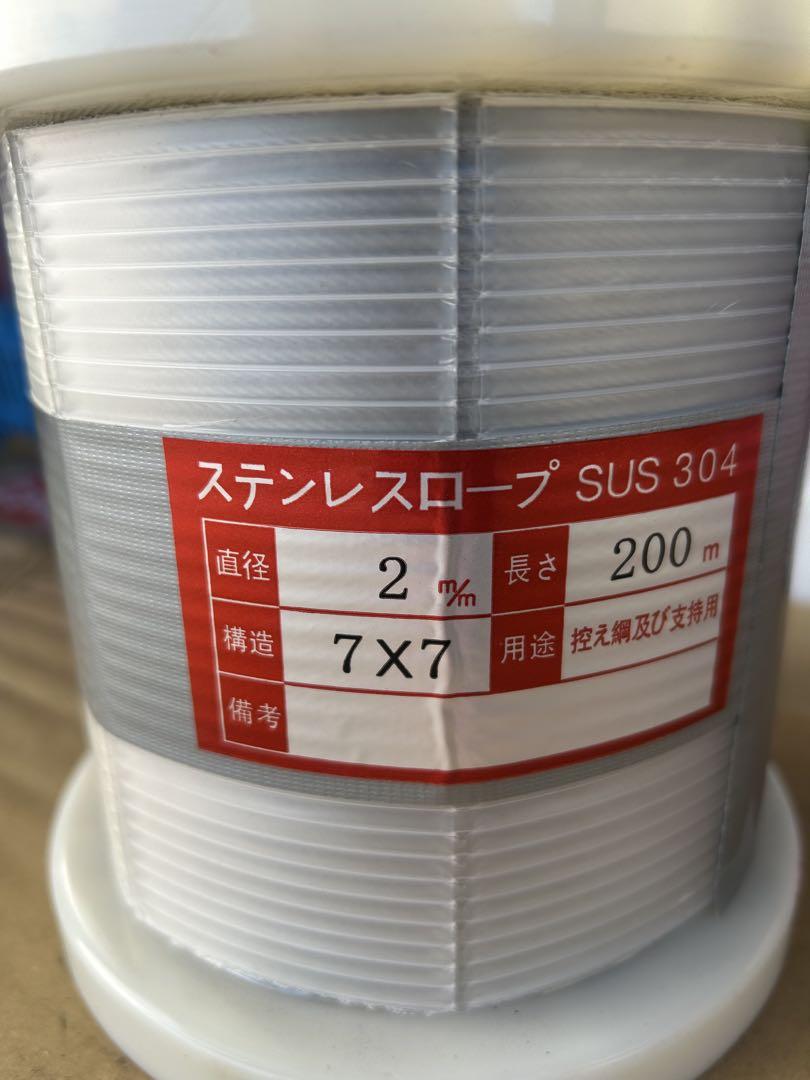 ステンレスロープ SUS 304
直径 2 m/m 長さ 200 m
構造 7X7 用途 控え綱及び支持用
備考